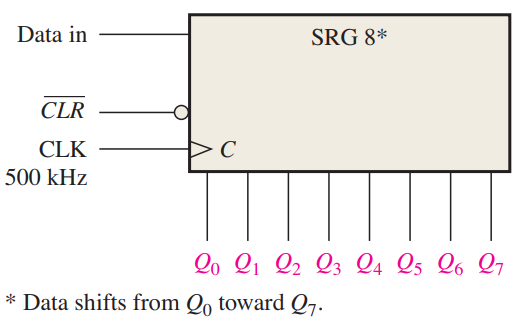 Data in
SRG 8*
C̅L̅R̅
CLK
C
500 kHz
Q₀ Q₁ Q₂ Q₃ Q₄ Q₅ Q₆ Q₇
* Data shifts from Q₀ toward Q₇.